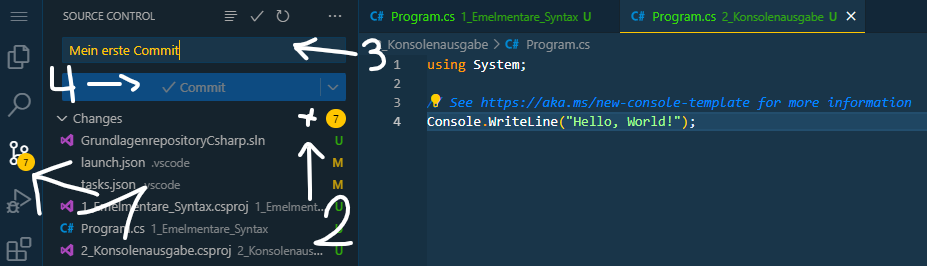 SOURCE CONTROL
Mein erste Commit
3
4
Commit
Changes
7
GrundlagenrepositoryCsharp.sln U
launch.json .vscode M
7
tasks.json .vscode M
1_Emelmentare_Syntax.csproj 1_Elment... U
Program.cs 1_Emelmentare_Syntax U
2_Konsolenausgabe.csproj 2_Konsolenaus... U
1
2
Program.cs 1_Emelmentare_Syntax U
Program.cs 2_Konsolenausgabe U
_Konsolenausgabe > Program.cs
1 using System;
2
3 // See https://aka.ms/new-console-template for more information
4 Console.WriteLine("Hello, World!");